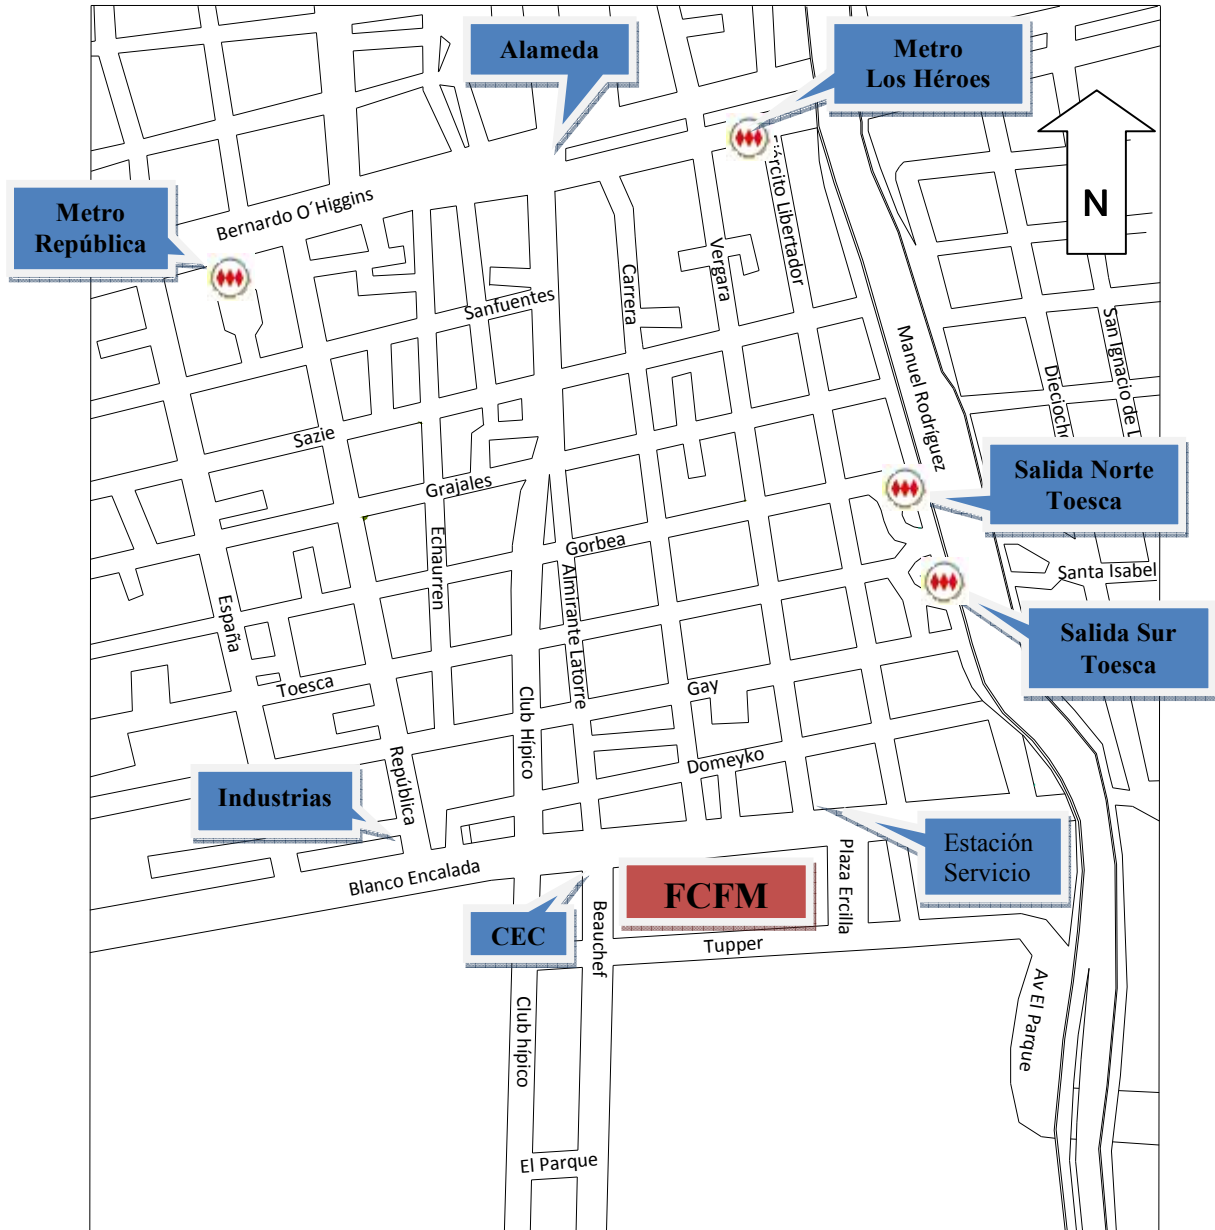 Alameda
Metro
Los Héroes
Metro
República
N
Bernardo O´Higgins
Ejército Libertador
Vergara
Carrera
Sanfuentes
Manuel Rodríguez
San Ignacio de L
Dieciocho
Sazie
Grajales
Salida Norte
Toesca
Echaurren
Gorbea
Almirante Latorre
Santa Isabel
España
Salida Sur
Toesca
Toesca
Gay
Club Hípico
República
Domeyko
Industrias
Estación
Servicio
Plaza Ercilla
Blanco Encalada
FCFM
CEC
Beauchef
Tupper
Av El Parque
Club hípico
El Parque